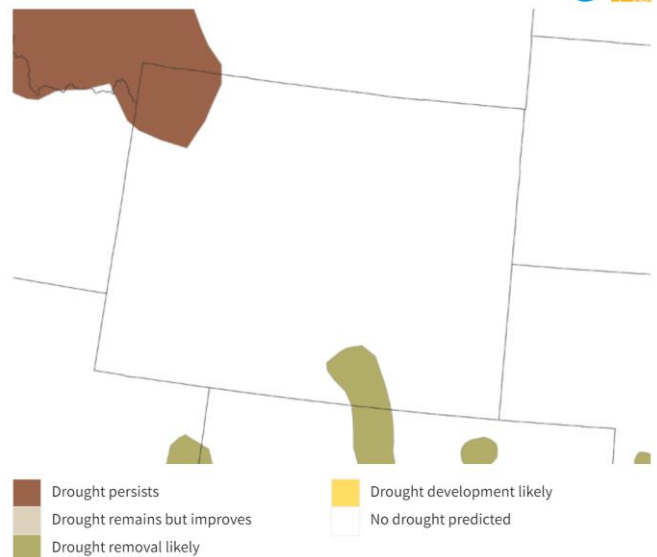 Drought persists
Drought remains but improves
Drought removal likely
Drought development likely
No drought predicted